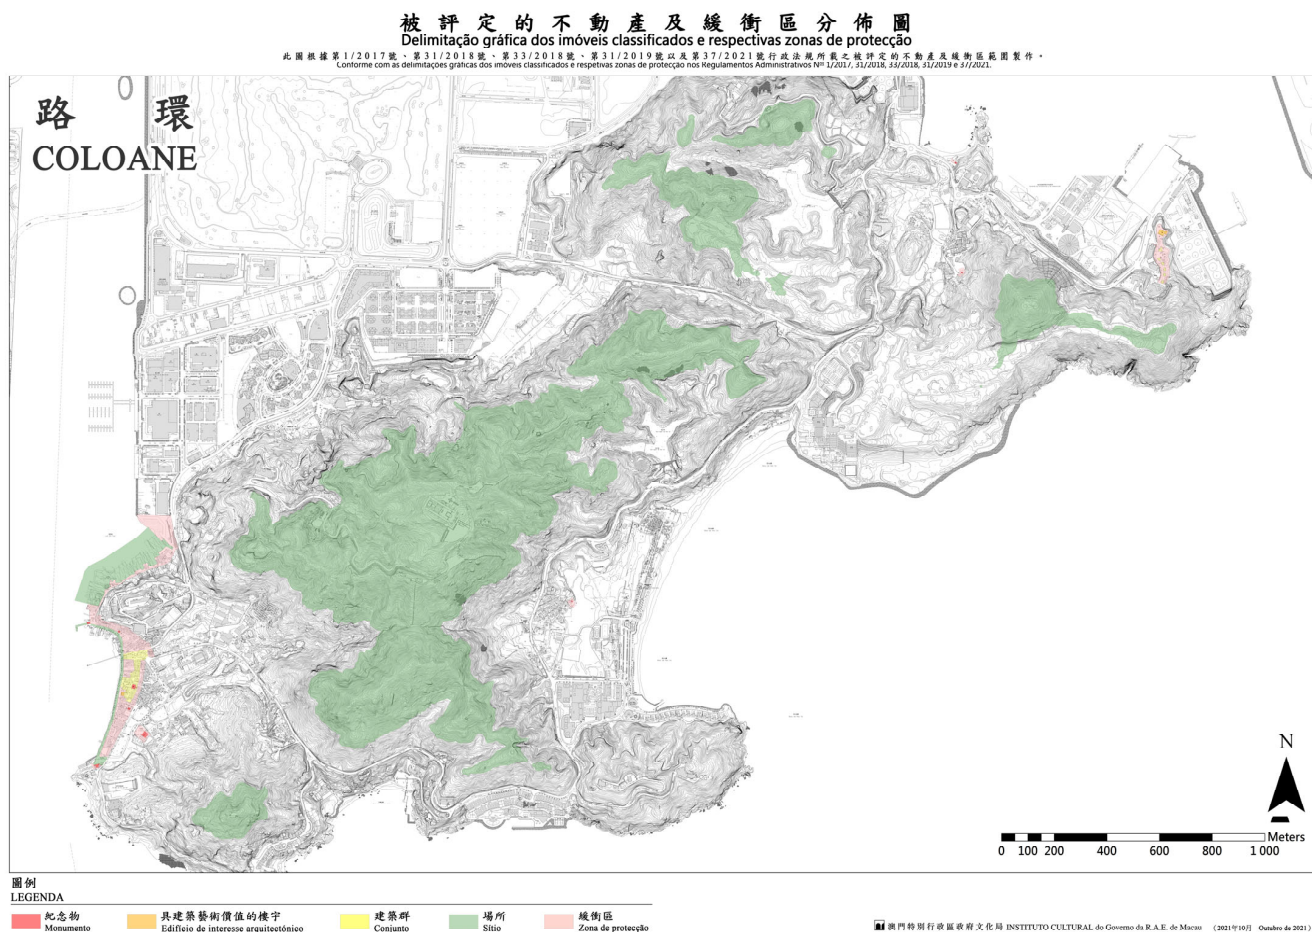 被評定的不動產及緩衝區分佈圖
Delimitação gráfica dos imóveis classificados e respectivas zonas de protecção
此圖根據第1/2017號、第31/2018號、第33/2018號、第31/2019號以及第37/2021號行政法規所載之被評定的不動產及緩衝區範圍製作。
Conforme com as delimitações gráficas dos imóveis classificados e respetivas zonas de protecção nos Regulamentos Administrativos Nºs 1/2017, 31/2018, 33/2018, 31/2019 e 37/2021.
路環
COLOANE
N
Meters
0 100 200 400 600 800 1 000
圖例
LEGENDA
紀念物
Monumento
具建築藝術價值的樓宇
Edifício de interesse arquitectónico
建築群
Conjunto
場所
Sítio
緩衝區
Zona de protecção
澳門特別行政區政府文化局 INSTITUTO CULTURAL do Governo da R.A.E. de Macau （2021年10月 Outubro de 2021）